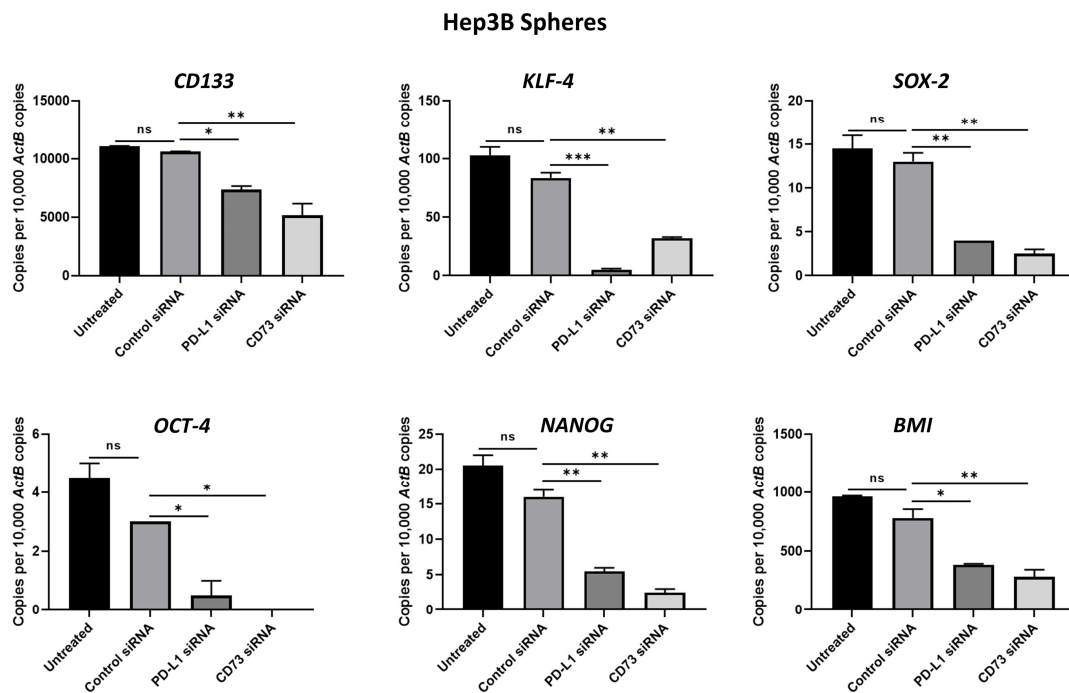 Hep3B Spheres
CD133
Copies per 10,000 ActB copies
15000
10000
5000
0
ns
**
*
Untreated
Control siRNA
PD-L1 siRNA
CD73 siRNA
KLF-4
Copies per 10,000 ActB copies
150
100
50
0
ns
**
***
Untreated
Control siRNA
PD-L1 siRNA
CD73 siRNA
SOX-2
Copies per 10,000 ActB copies
20
15
10
5
0
ns
**
**
Untreated
Control siRNA
PD-L1 siRNA
CD73 siRNA
OCT-4
Copies per 10,000 ActB copies
6
4
2
0
ns
*
*
Untreated
Control siRNA
PD-L1 siRNA
CD73 siRNA
NANOG
Copies per 10,000 ActB copies
25
20
15
10
5
0
ns
**
**
Untreated
Control siRNA
PD-L1 siRNA
CD73 siRNA
BMI
Copies per 10,000 ActB copies
1500
1000
500
0
ns
**
*
Untreated
Control siRNA
PD-L1 siRNA
CD73 siRNA